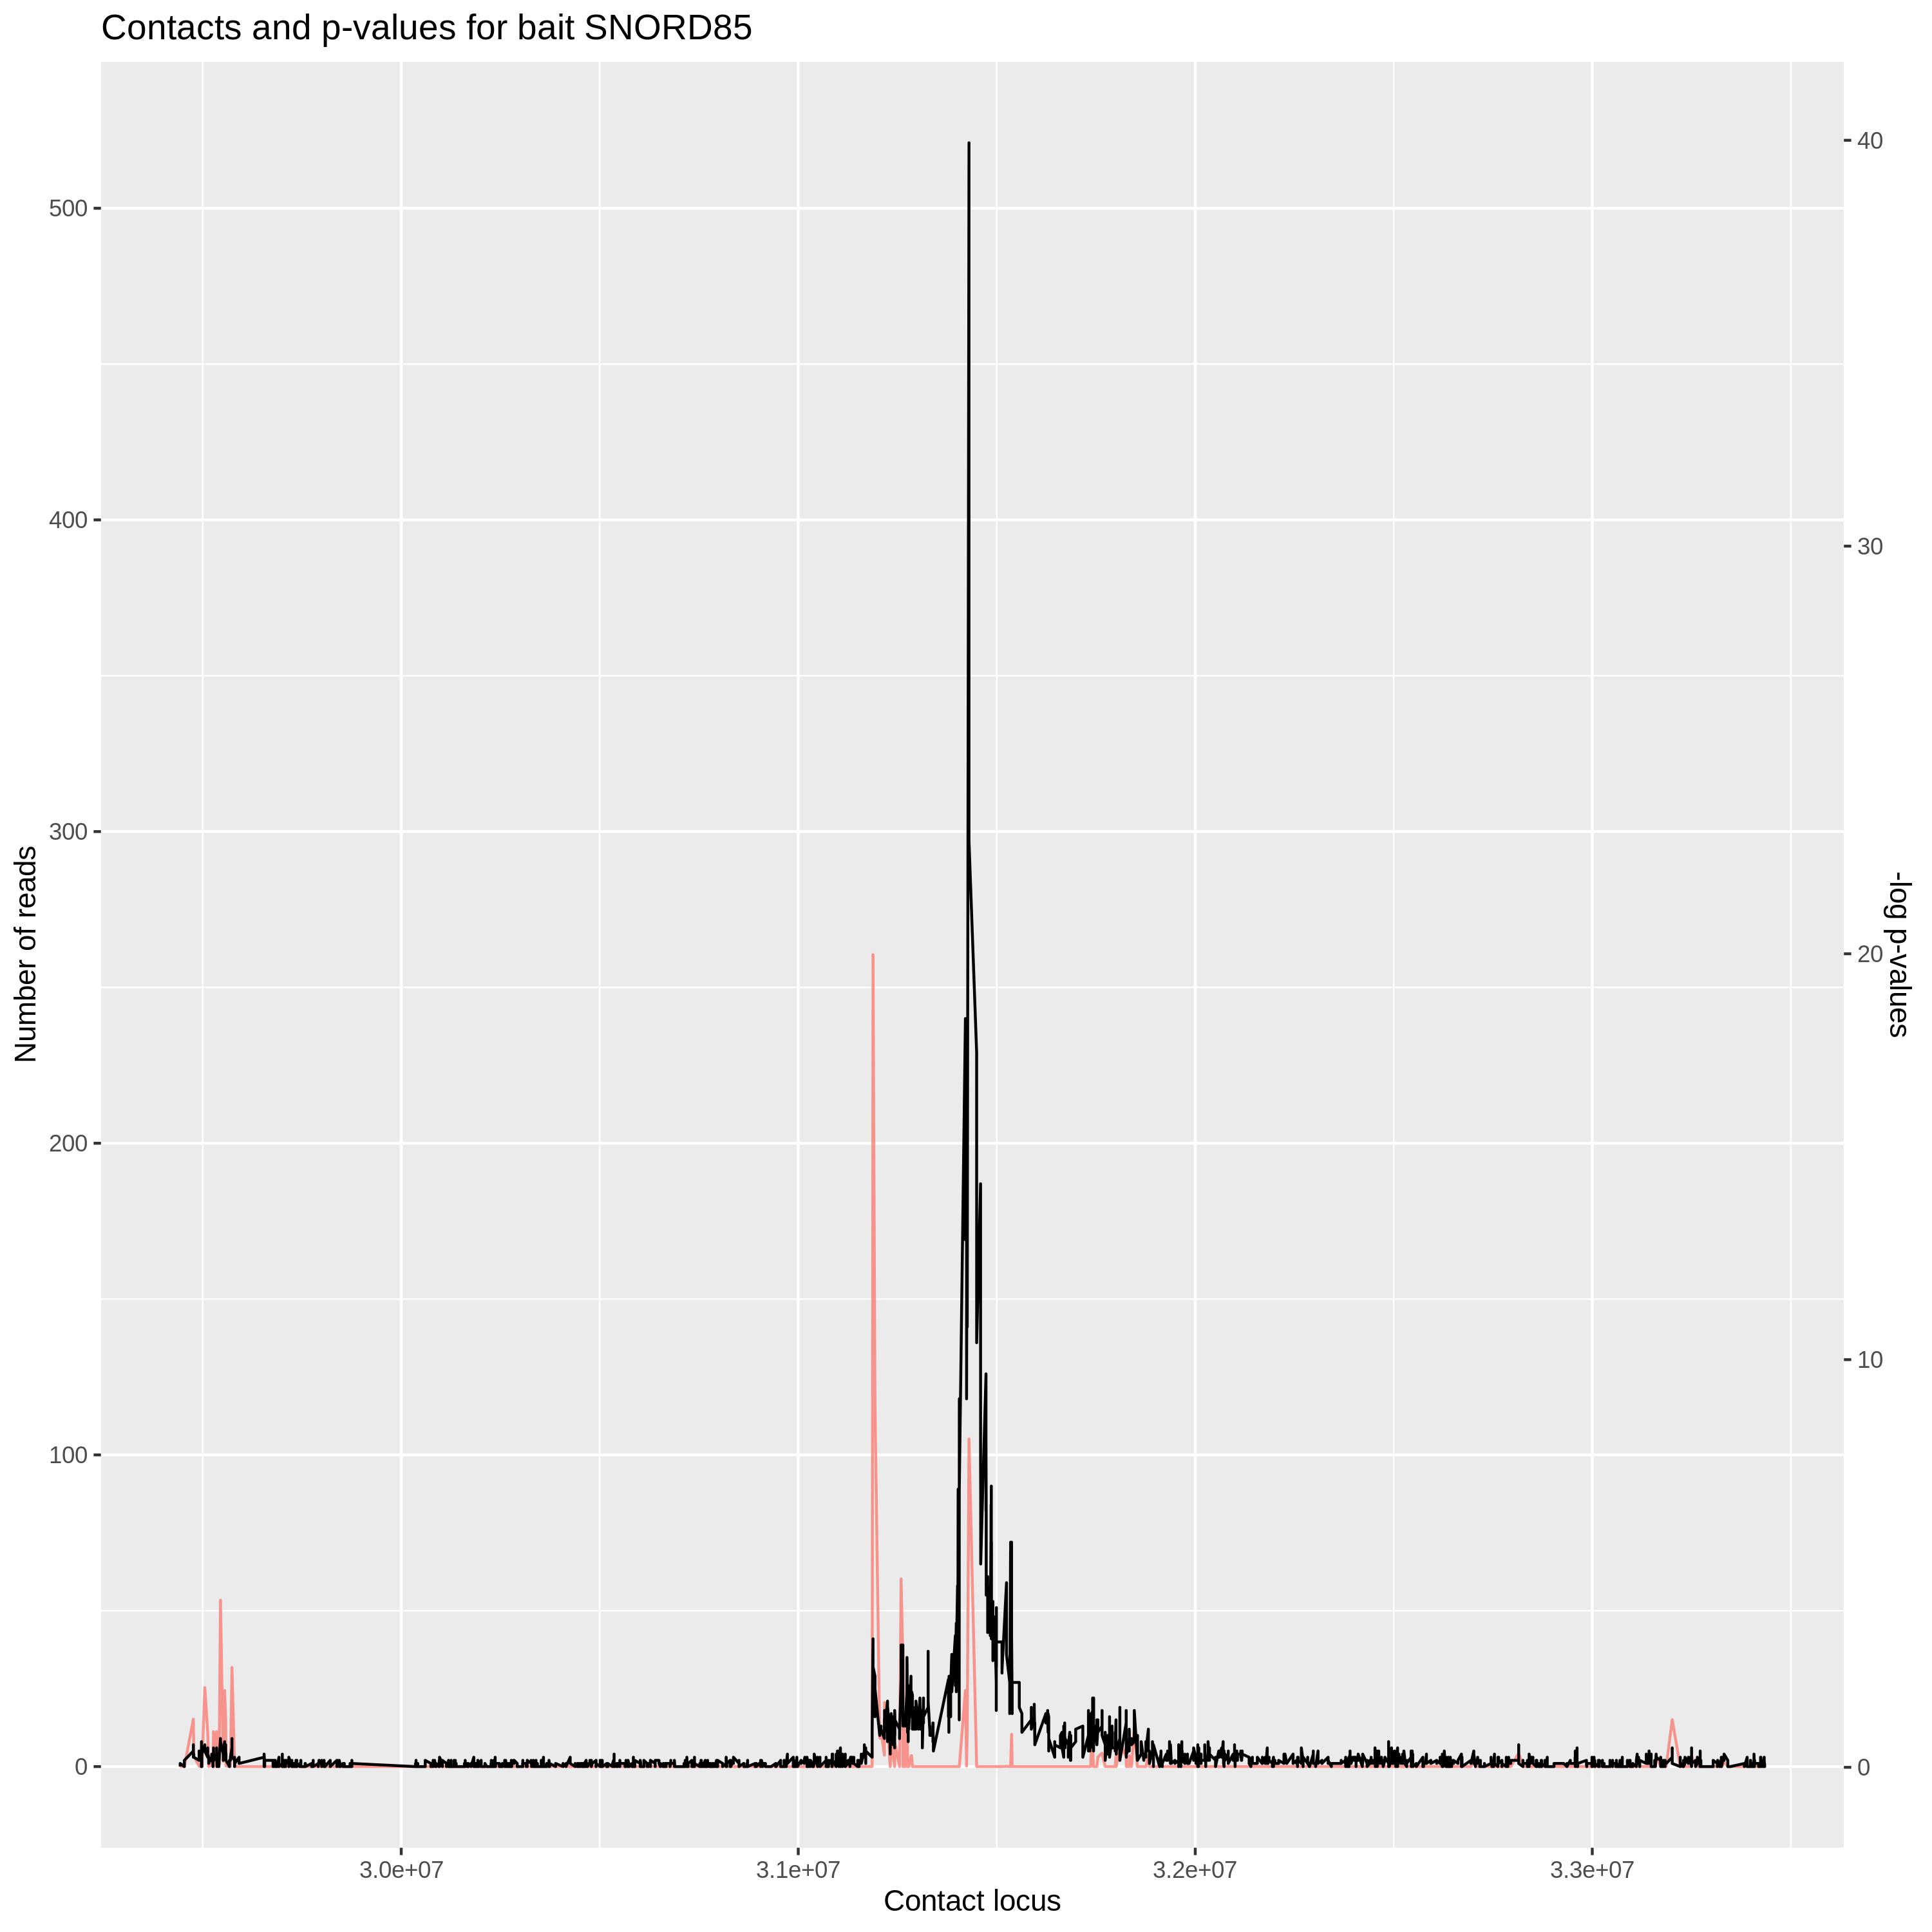 Contacts and p-values for bait SNORD85
500
400
300
200
100
0
Number of reads
40
30
20
10
0
-log p-values
3.0e+07
3.1e+07
3.2e+07
3.3e+07
Contact locus